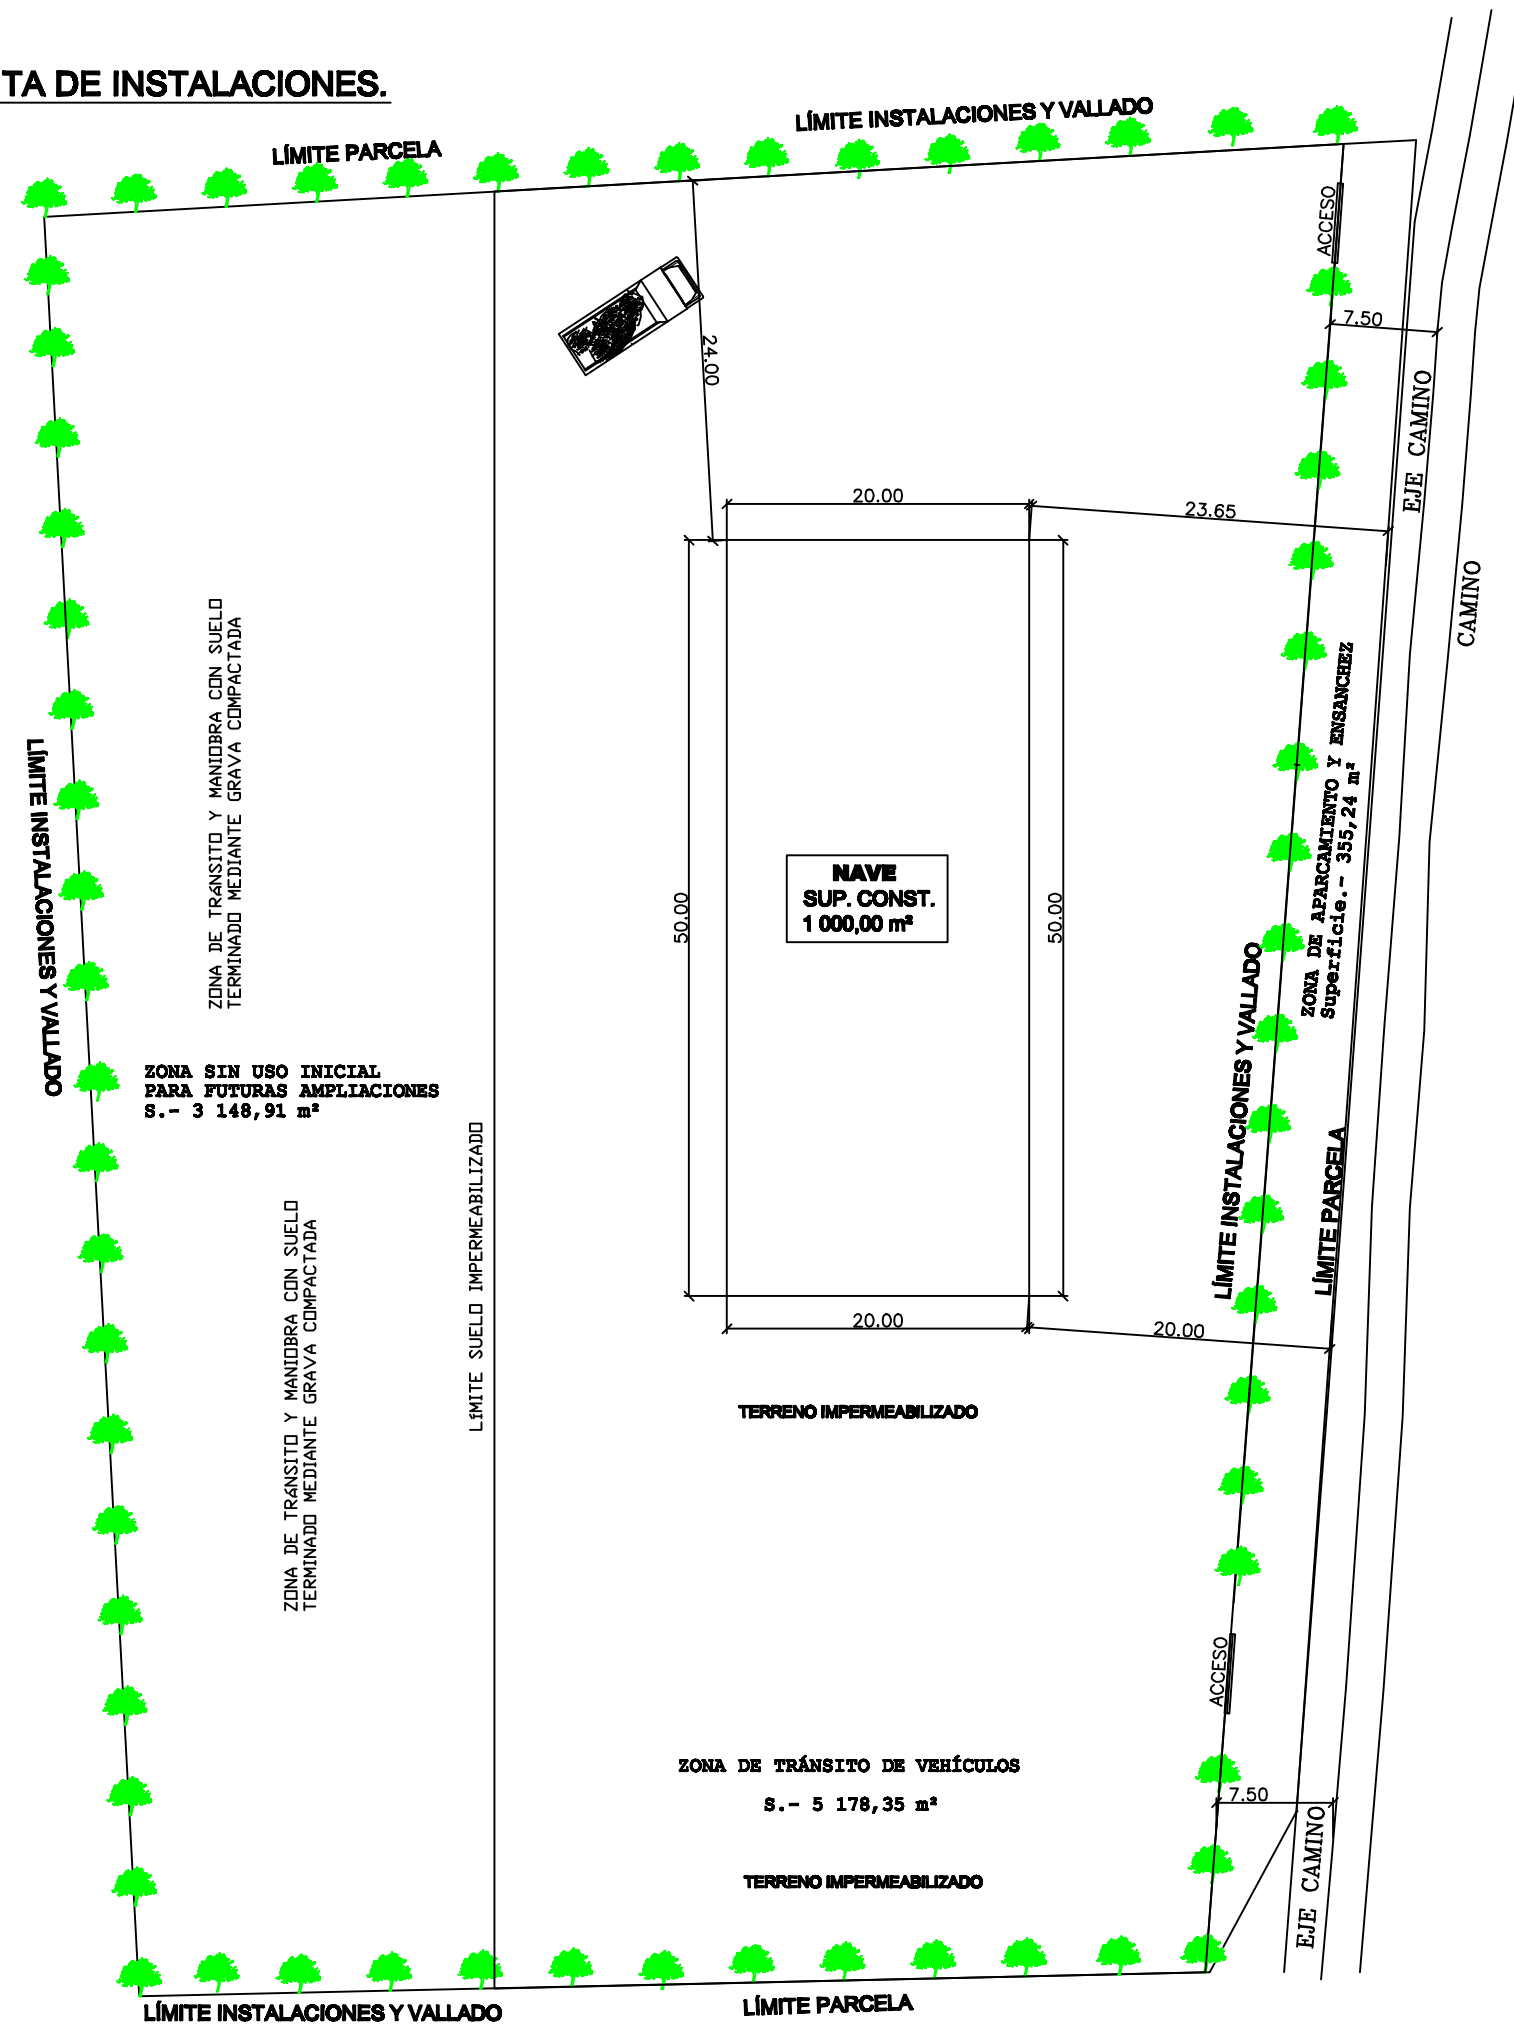 TA DE INSTALACIONES.
LÍMITE INSTALACIONES Y VALLADO
LÍMITE PARCELA
ACCESO
7.50
24.00
EJE CAMINO
20.00
23.65
CAMINO
ZONA DE TRÁNSITO Y MANIOBRA CON SUELO
TERMINADO MEDIANTE GRAVA COMPACTADA
ZONA DE APARCAMIENTO Y ENSANCHEZ
Superficie.- 355,24 m²
LÍMITE INSTALACIONES Y VALLADO
NAVE
SUP. CONST.
1 000,00 m²
50.00
50.00
LÍMITE INSTALACIONES Y VALLADO
ZONA SIN USO INICIAL
PARA FUTURAS AMPLIACIONES
S.- 3 148,91 m²
LÍMITE SUELO IMPERMEABILIZADO
LÍMITE PARCELA
ZONA DE TRÁNSITO Y MANIOBRA CON SUELO
TERMINADO MEDIANTE GRAVA COMPACTADA
20.00
20.00
TERRENO IMPERMEABILIZADO
ACCESO
ZONA DE TRÁNSITO DE VEHÍCULOS
S.- 5 178,35 m²
7.50
EJE CAMINO
TERRENO IMPERMEABILIZADO
LÍMITE INSTALACIONES Y VALLADO
LÍMITE PARCELA